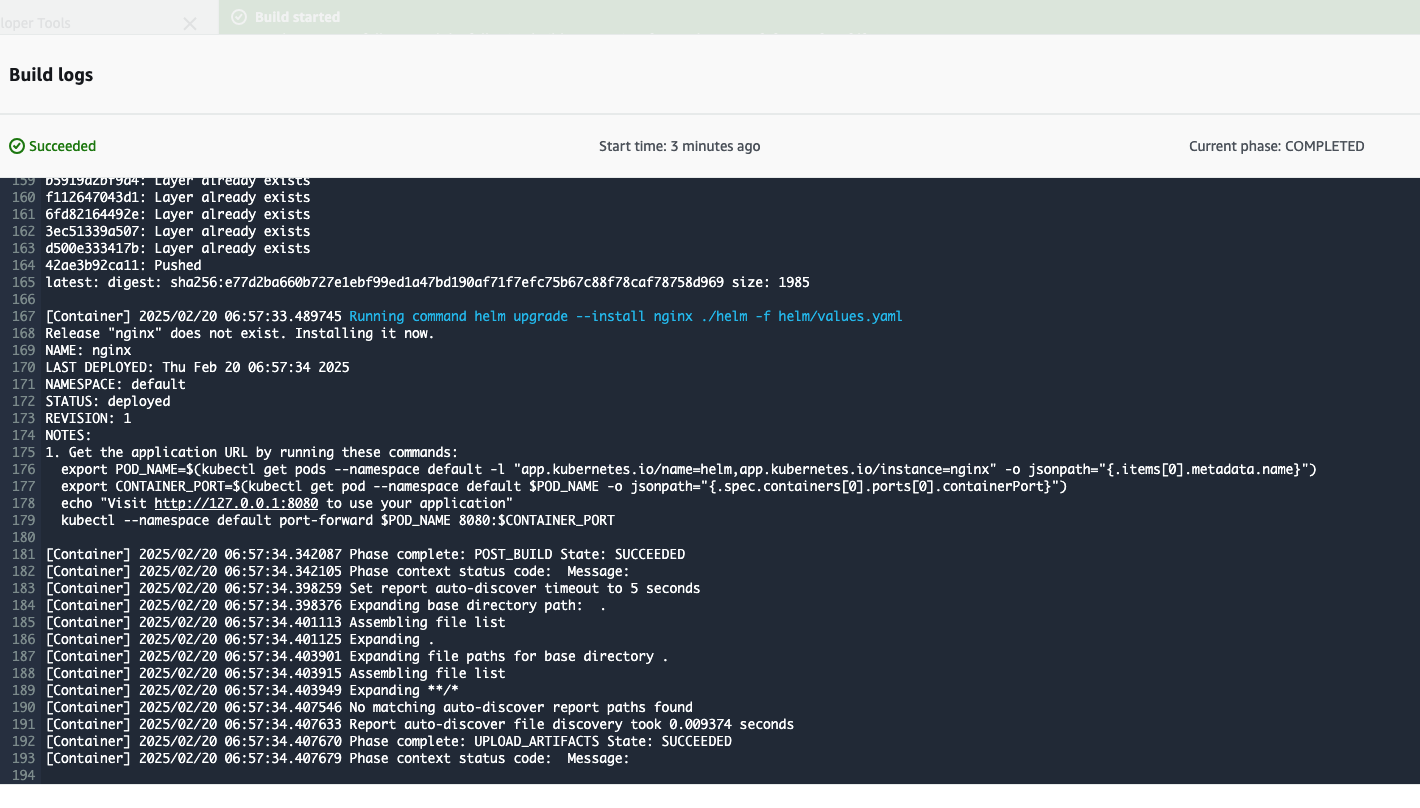 loper Tools
Build started
Build logs
Succeeded
Start time: 3 minutes ago
Current phase: COMPLETED
159 b5919d2bf9d4: Layer already exists
160 f112647043d1: Layer already exists
161 6fd82164492e: Layer already exists
162 3ec51339a507: Layer already exists
163 d500e333417b: Layer already exists
164 42ae3b92ca11: Pushed
165 latest: digest: sha256:e77d2ba660b727e1ebf99ed1a47bd190af71f7efc75b67c88f78caf78758d969 size: 1985
166
167 [Container] 2025/02/20 06:57:33.489745 Running command helm upgrade --install nginx ./helm -f helm/values.yaml
168 Release "nginx" does not exist. Installing it now.
169 NAME: nginx
170 LAST DEPLOYED: Thu Feb 20 06:57:34 2025
171 NAMESPACE: default
172 STATUS: deployed
173 REVISION: 1
174 NOTES:
175 1. Get the application URL by running these commands:
176   export POD_NAME=$(kubectl get pods --namespace default -l "app.kubernetes.io/name=helm,app.kubernetes.io/instance=nginx" -o jsonpath="{.items[0].metadata.name}")
177   export CONTAINER_PORT=$(kubectl get pod --namespace default $POD_NAME -o jsonpath="{.spec.containers[0].ports[0].containerPort}")
178   echo "Visit http://127.0.0.1:8080 to use your application"
179   kubectl --namespace default port-forward $POD_NAME 8080:$CONTAINER_PORT
180
181 [Container] 2025/02/20 06:57:34.342087 Phase complete: POST_BUILD State: SUCCEEDED
182 [Container] 2025/02/20 06:57:34.342105 Phase context status code:  Message:
183 [Container] 2025/02/20 06:57:34.398259 Set report auto-discover timeout to 5 seconds
184 [Container] 2025/02/20 06:57:34.398376 Expanding base directory path:  .
185 [Container] 2025/02/20 06:57:34.401113 Assembling file list
186 [Container] 2025/02/20 06:57:34.401125 Expanding .
187 [Container] 2025/02/20 06:57:34.403901 Expanding file paths for base directory .
188 [Container] 2025/02/20 06:57:34.403915 Assembling file list
189 [Container] 2025/02/20 06:57:34.403949 Expanding **/*
190 [Container] 2025/02/20 06:57:34.407546 No matching auto-discover report paths found
191 [Container] 2025/02/20 06:57:34.407633 Report auto-discover file discovery took 0.009374 seconds
192 [Container] 2025/02/20 06:57:34.407670 Phase complete: UPLOAD_ARTIFACTS State: SUCCEEDED
193 [Container] 2025/02/20 06:57:34.407679 Phase context status code:  Message:
194